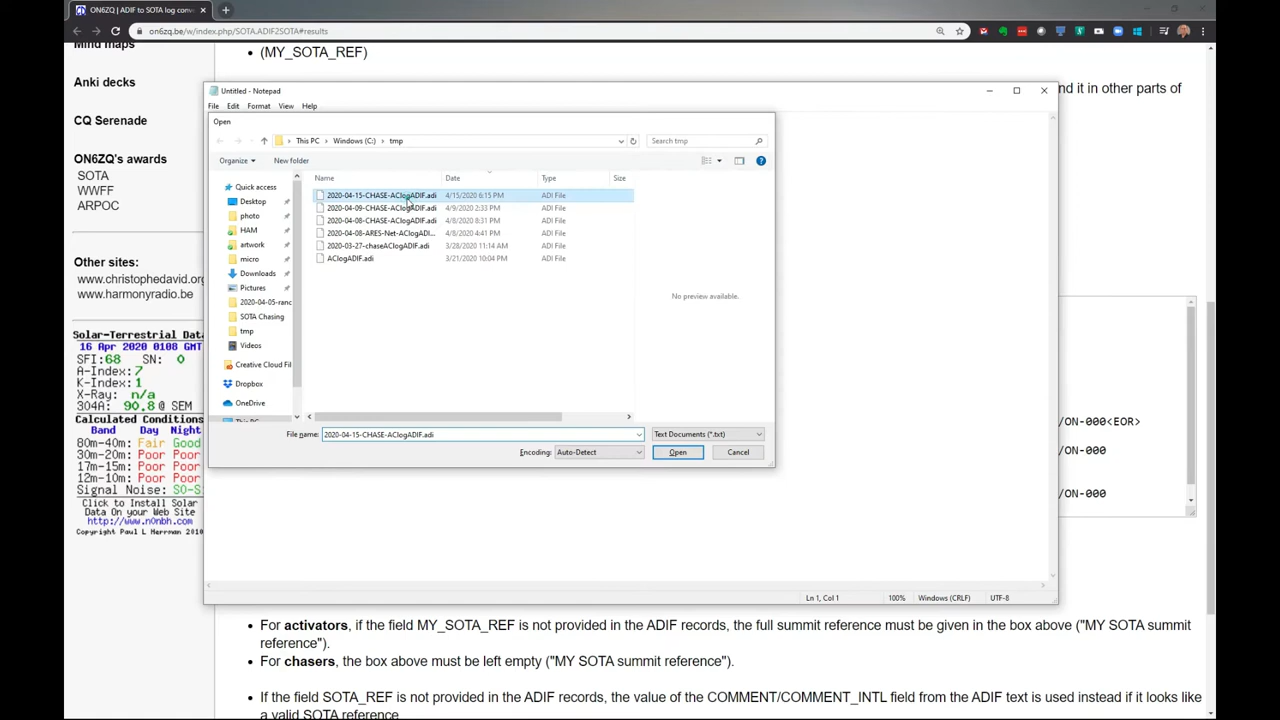 ON6ZQ | ADIF to SOTA log conv
on6zq.be/w/index.php/SOTA.ADIF2SOTA#results
Mind maps
Anki decks
CQ Serenade
ON6ZQ's awards
SOTA
WWFF
ARPOC
Other sites:
www.christophedavid.org
www.harmonyradio.be
Solar-Terrestrial Data
16 Apr 2020 0108 GMT
SFI:68 SN: 0
A-Index:7
K-Index:1
X-Ray: n/a
304A: 90.8 @ SEM
Calculated Conditions
Band Day Night
80m-40m: Fair Good
30m-20m: Poor Poor
17m-15m: Poor Poor
12m-10m: Poor Poor
Signal Noise: S0-S
Click to Install Solar
Data On your Web Site
http://www.n0nbh.com
Copyright Paul L Herrman 2010
(MY_SOTA_REF)
nd it in other parts of
Untitled - Notepad
File Edit Format View Help
Open
This PC Windows (C:) tmp
Search tmp
Organize New folder
Quick access
Desktop
photo
HAM
artwork
micro
Downloads
Pictures
2020-04-05-ranc
SOTA Chasing
tmp
Videos
Creative Cloud Fil
Dropbox
OneDrive
This PC
Name Date Type Size
2020-04-15-CHASE-AClogADIF.adi 4/15/2020 6:15 PM ADI File
2020-04-09-CHASE-AClogADIF.adi 4/9/2020 2:33 PM ADI File
2020-04-08-CHASE-AClogADIF.adi 4/8/2020 8:31 PM ADI File
2020-04-08-ARES-Net-AClogADI... 4/8/2020 4:41 PM ADI File
2020-03-27-chaseAClogADIF.adi 3/28/2020 11:14 AM ADI File
AClogADIF.adi 3/21/2020 10:04 PM ADI File
No preview available.
File name: 2020-04-15-CHASE-AClogADIF.adi Text Documents (*.txt)
Encoding: Auto-Detect Open Cancel
/ON-000<EOR>
/ON-000
/ON-000
Ln 1, Col 1 100% Windows (CRLF) UTF-8
For activators, if the field MY_SOTA_REF is not provided in the ADIF records, the full summit reference must be given in the box above ("MY SOTA summit
reference").
For chasers, the box above must be left empty ("MY SOTA summit reference").
If the field SOTA_REF is not provided in the ADIF records, the value of the COMMENT/COMMENT_INTL field from the ADIF text is used instead if it looks like
a valid SOTA reference.